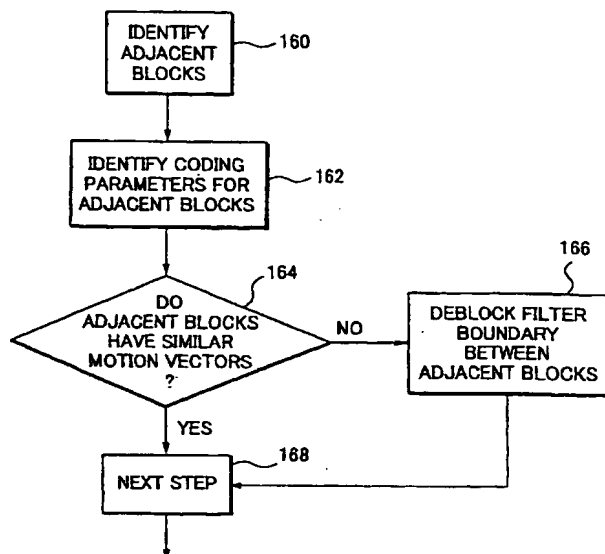 IDENTIFY
ADJACENT
BLOCKS
160
IDENTIFY CODING
PARAMETERS FOR
ADJACENT BLOCKS
162
164
DO
ADJACENT BLOCKS
HAVE SIMILAR
MOTION VECTORS
?
NO
166
DEBLOCK FILTER
BOUNDARY
BETWEEN
ADJACENT BLOCKS
YES
168
NEXT STEP